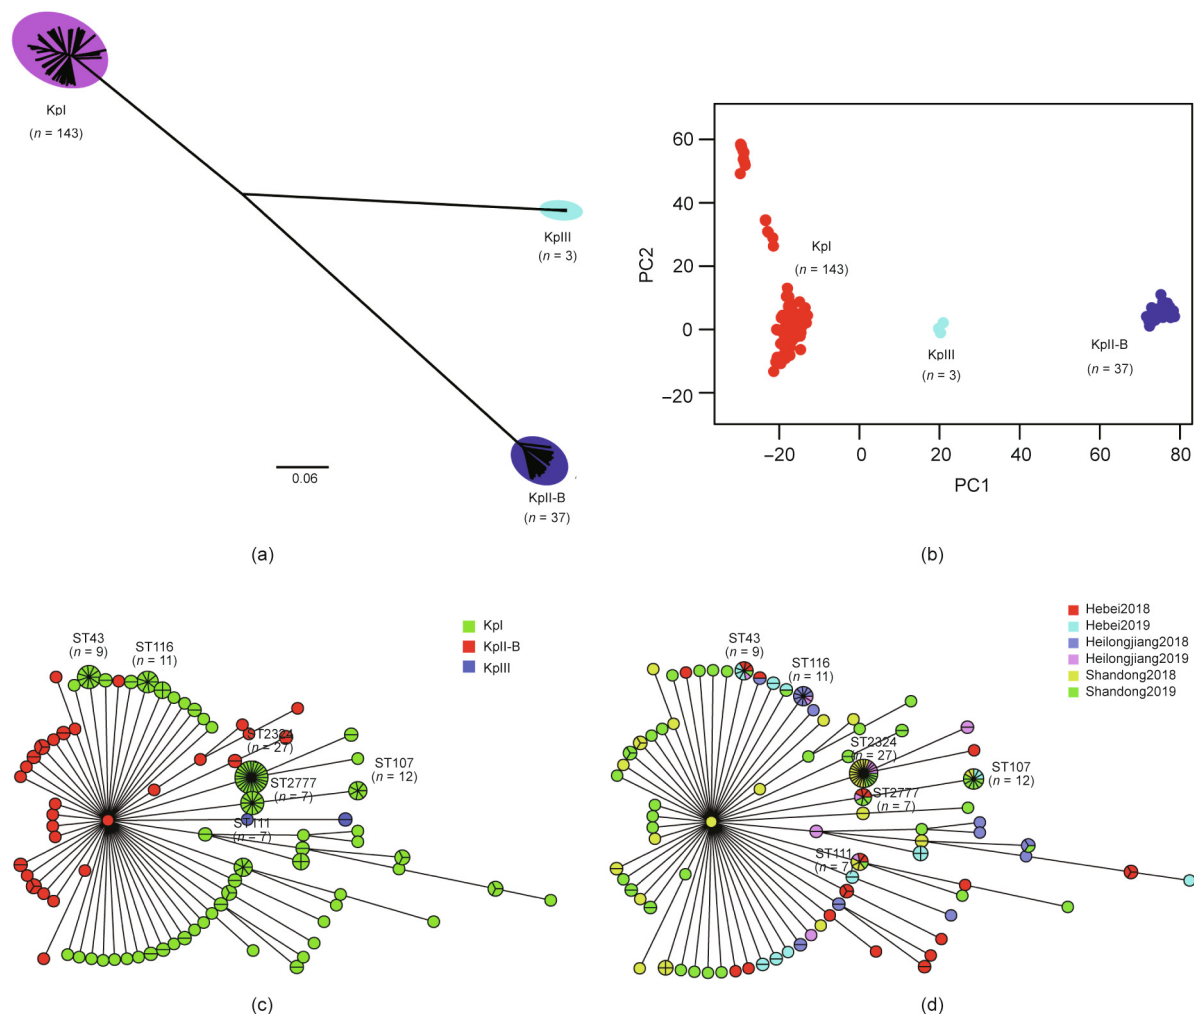 KpI
(n = 143)
KpIII
(n = 3)
0.06
KpII-B
(n = 37)
(a)
60
40
20
0
−20
PC2
KpI
(n = 143)
KpIII
(n = 3)
KpII-B
(n = 37)
−20
0
20
40
60
80
PC1
(b)
ST43
(n = 9)
ST116
(n = 11)
KpI
KpII-B
KpIII
ST2324
(n = 27)
ST107
(n = 12)
ST2777
(n = 7)
ST111
(n = 7)
(c)
Hebei2018
Hebei2019
Heilongjiang2018
Heilongjiang2019
Shandong2018
Shandong2019
ST43
(n = 9)
ST116
(n = 11)
ST2324
(n = 27)
ST107
(n = 12)
ST2777
(n = 7)
ST111
(n = 7)
(d)